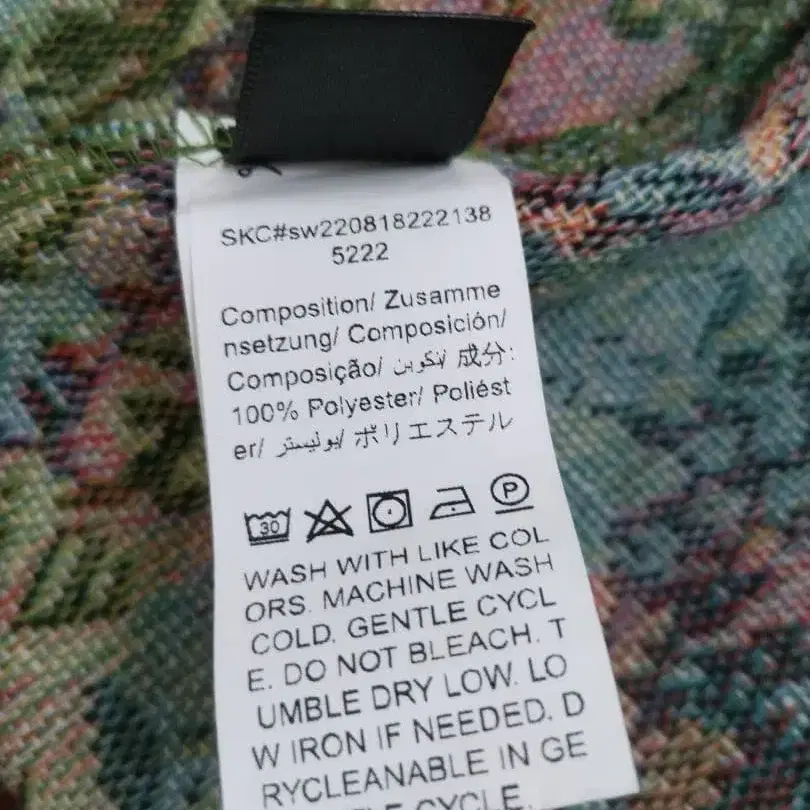 SKC#sw220818222138
5222
Composition/ Zusamme
nsetzung/ Composición/
Composição/ تكوين/ 成分:
100% Polyester/ Poliést
er/ بوليستر/ ポリエステル
30
P
WASH WITH LIKE COL
ORS. MACHINE WASH
COLD. GENTLE CYCL
E. DO NOT BLEACH. T
UMBLE DRY LOW. LO
W IRON IF NEEDED. D
RYCLEANABLE IN GE
CYCLE.